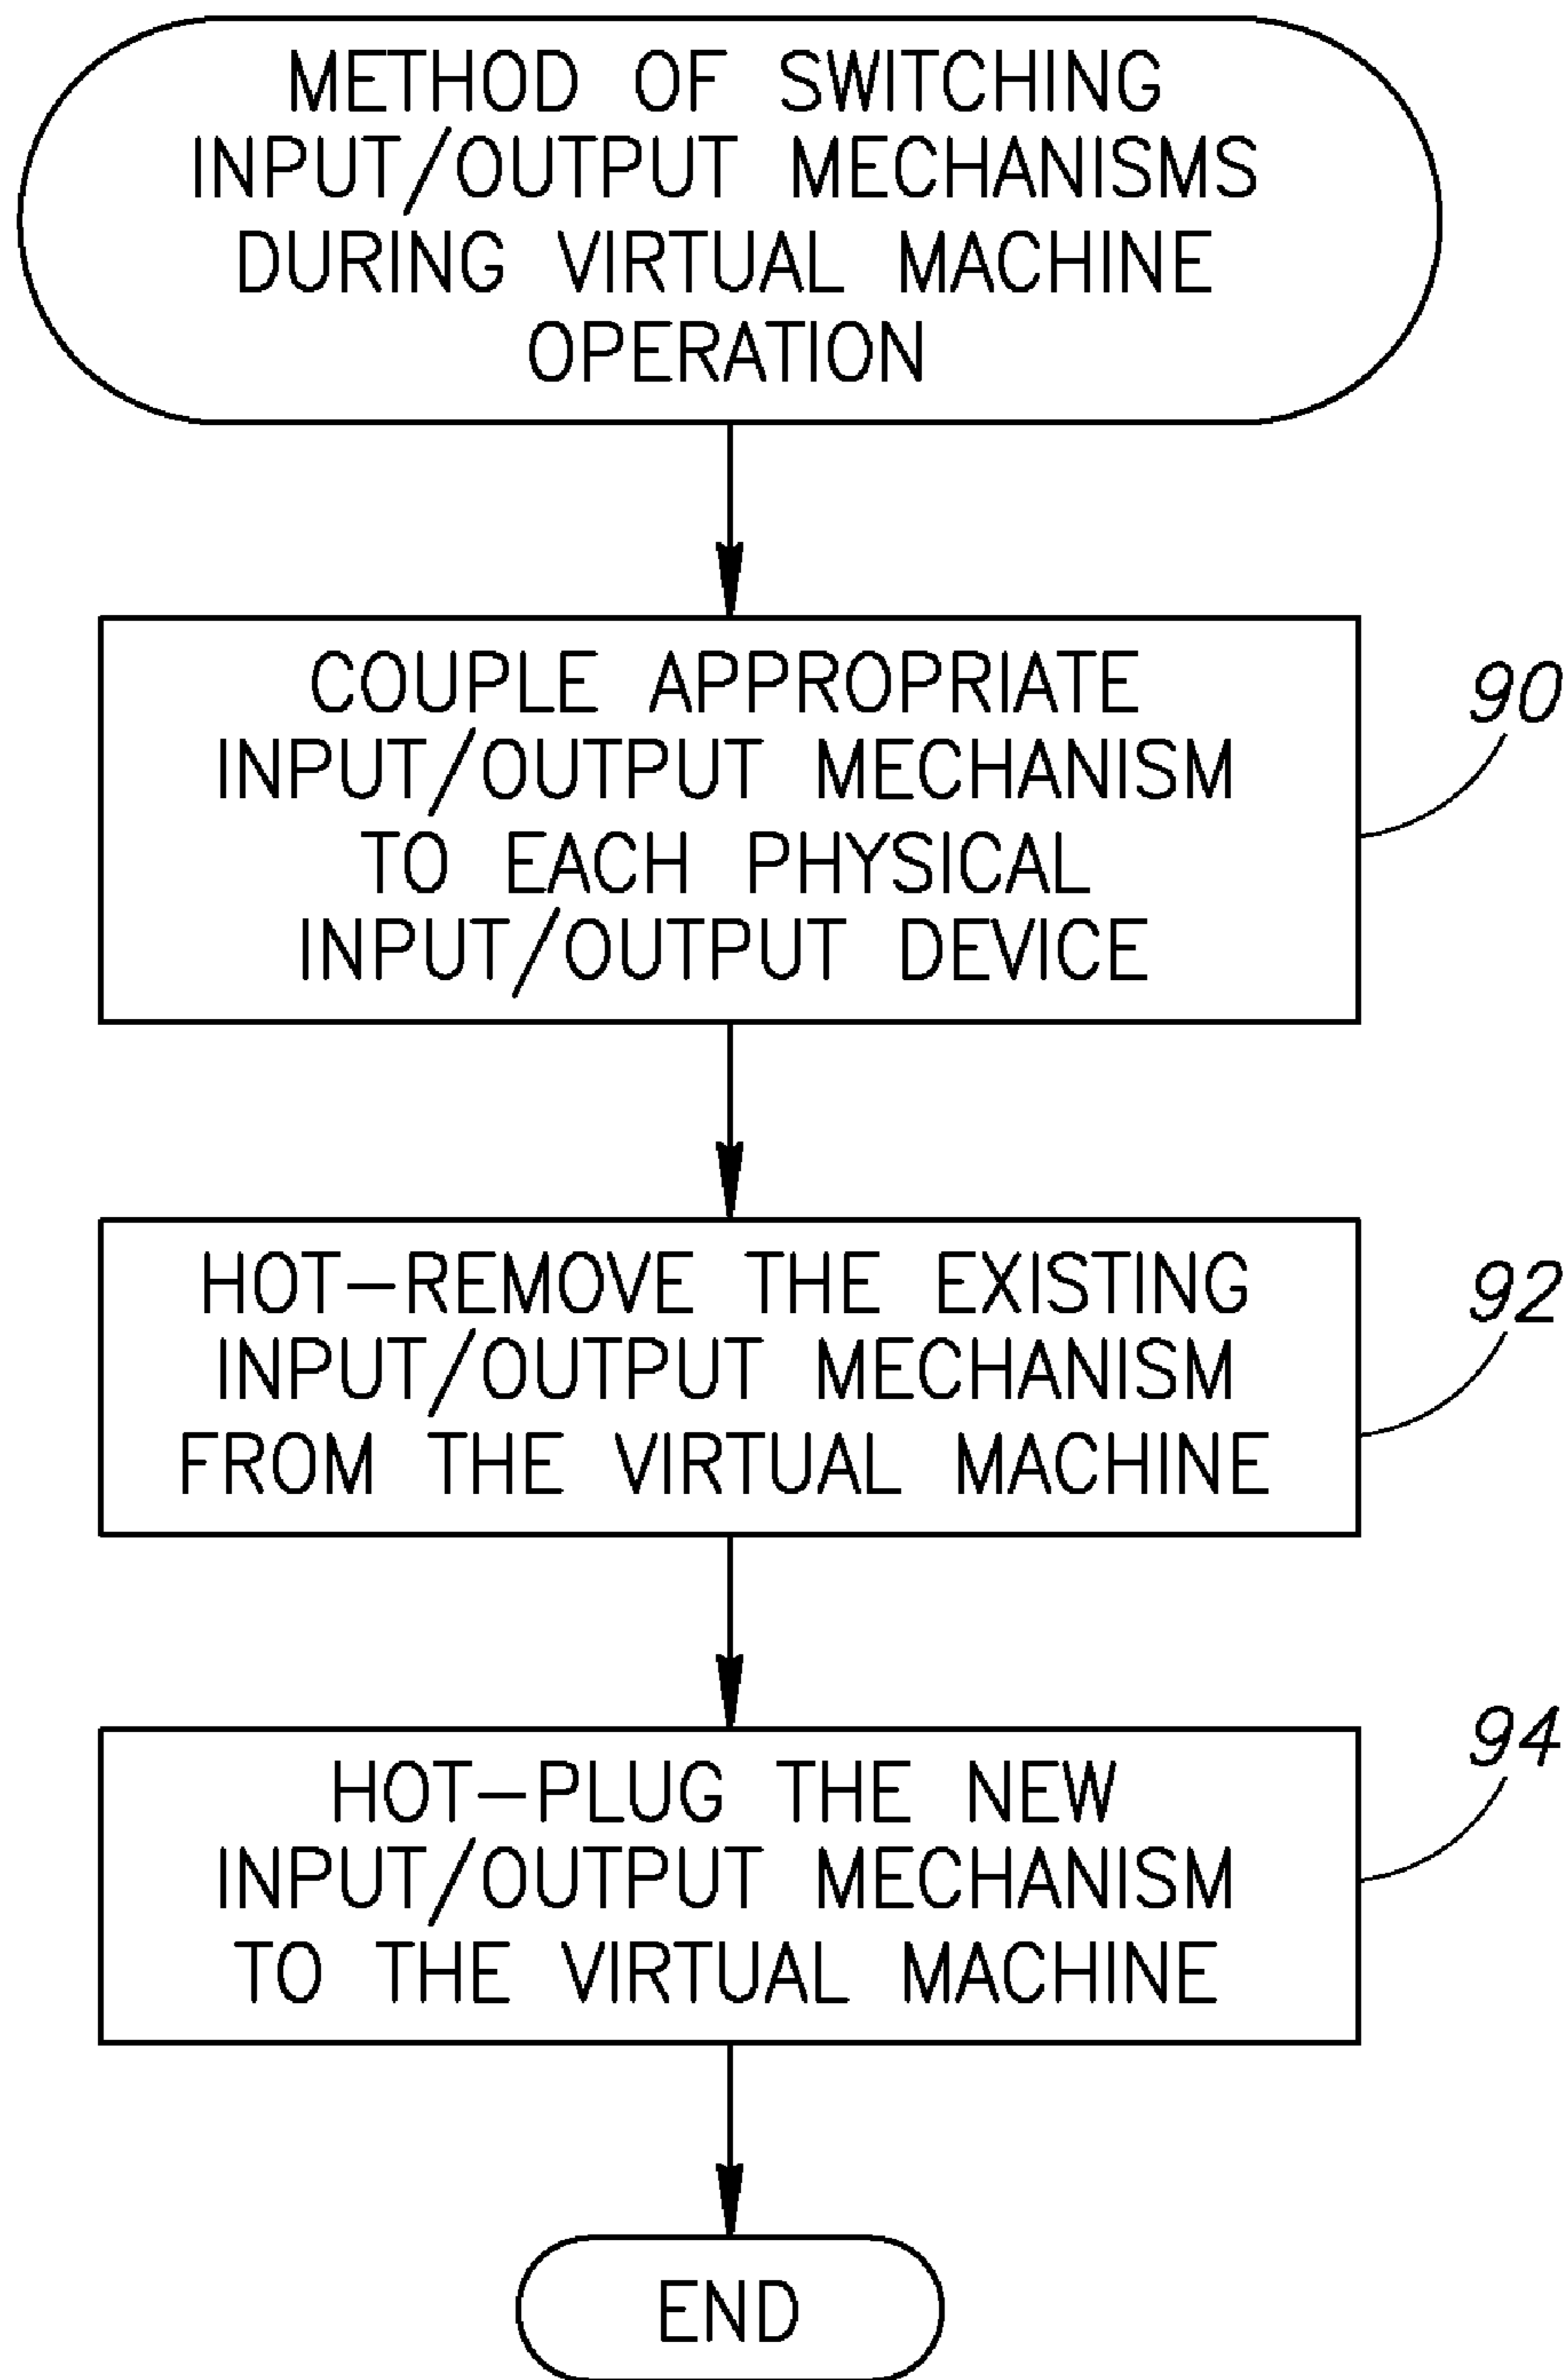 METHOD OF SWITCHING
INPUT/OUTPUT MECHANISMS
DURING VIRTUAL MACHINE
OPERATION
COUPLE APPROPRIATE
INPUT/OUTPUT MECHANISM
TO EACH PHYSICAL
INPUT/OUTPUT DEVICE
90
HOT-REMOVE THE EXISTING
INPUT/OUTPUT MECHANISM
FROM THE VIRTUAL MACHINE
92
HOT-PLUG THE NEW
INPUT/OUTPUT MECHANISM
TO THE VIRTUAL MACHINE
94
END